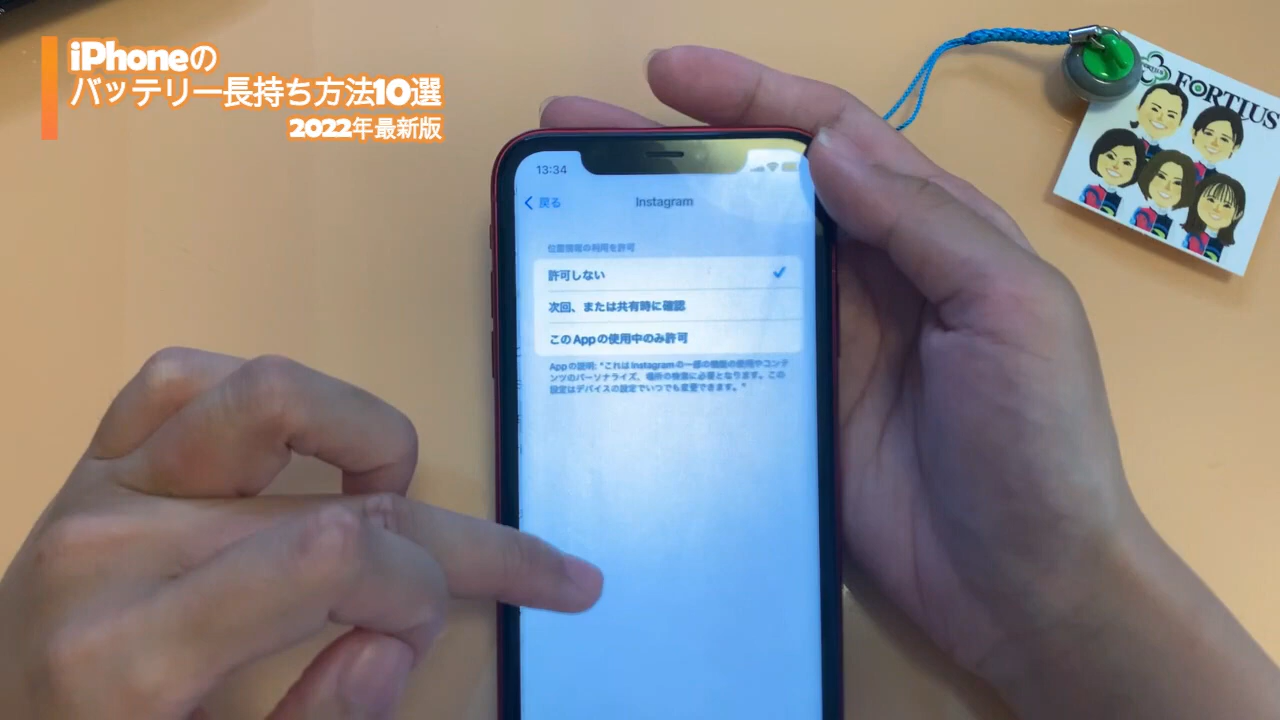 iPhoneの
バッテリー長持ち方法10選
2022年最新版
FORTIUS
13:34
戻る
Instagram
位置情報の利用を許可
許可しない
次回、または共有時に確認
このAppの使用中のみ許可
Appの説明: “これはInstagramの一部の機能の使用やコンテ
ンツのパーソナライズ、場所の検索に必要となります。この
設定はデバイスの設定でいつでも変更できます。”